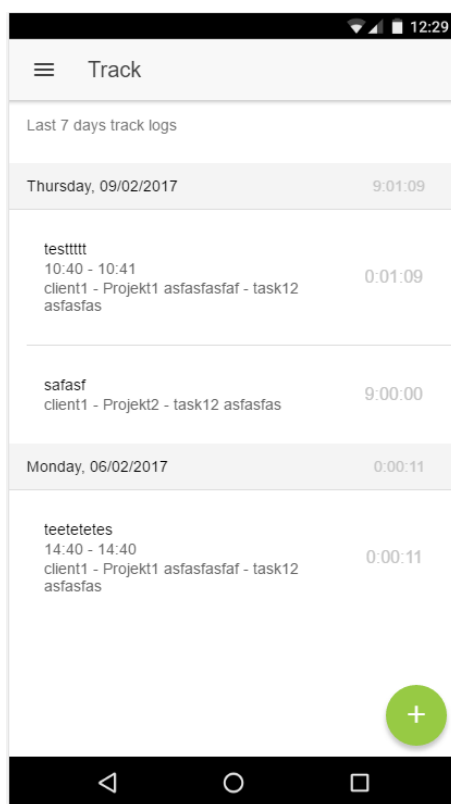 12:29
Track
Last 7 days track logs
Thursday, 09/02/2017 9:01:09
testtttt
10:40 - 10:41
client1 - Projekt1 asfasfasfaf - task12
asfasfas
0:01:09
safasf
client1 - Projekt2 - task12 asfasfas
9:00:00
Monday, 06/02/2017 0:00:11
teetetetes
14:40 - 14:40
client1 - Projekt1 asfasfasfaf - task12
asfasfas
0:00:11
+